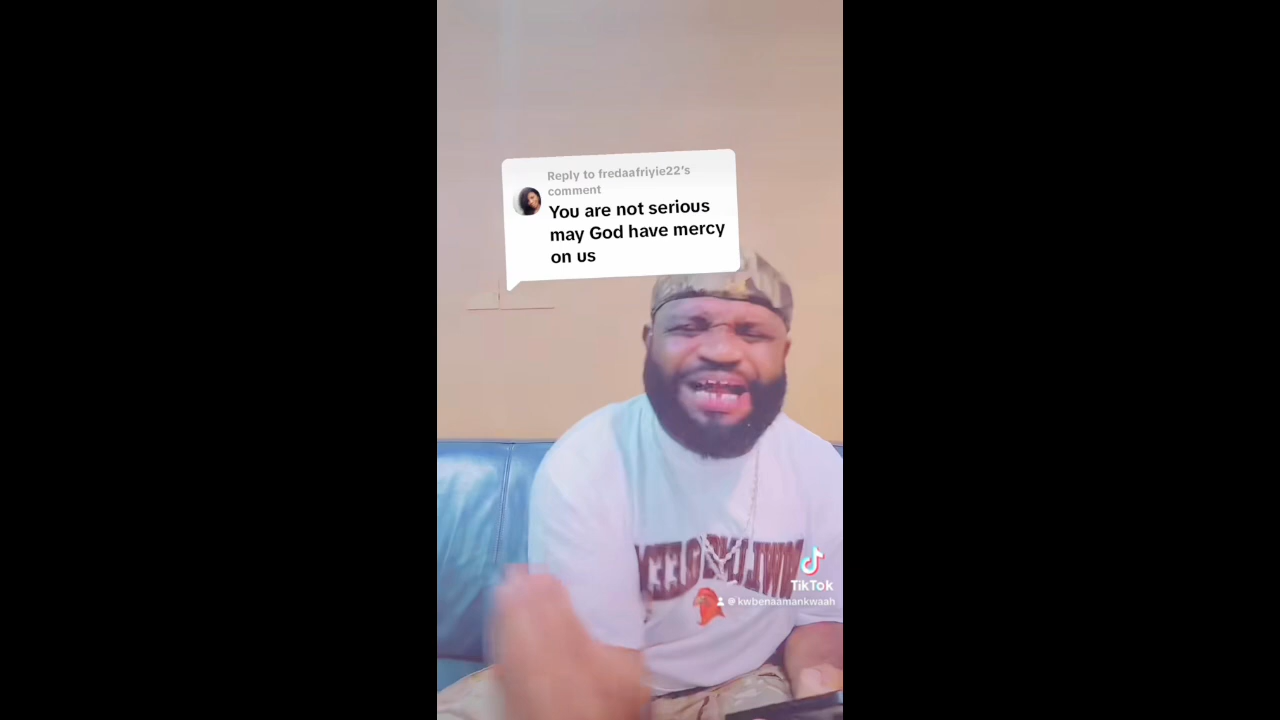 Reply to fredaafriyie22's
comment
You are not serious
may God have mercy
on us
TikTok
@kwbenaamankwaah